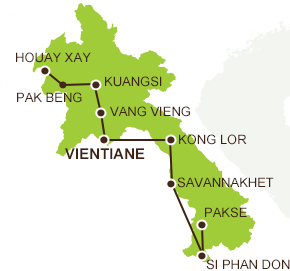 HOUAY XAY
KUANGSI
PAK BENG
VANG VIENG
KONG LOR
VIENTIANE
SAVANNAKHET
PAKSE
SI PHAN DON